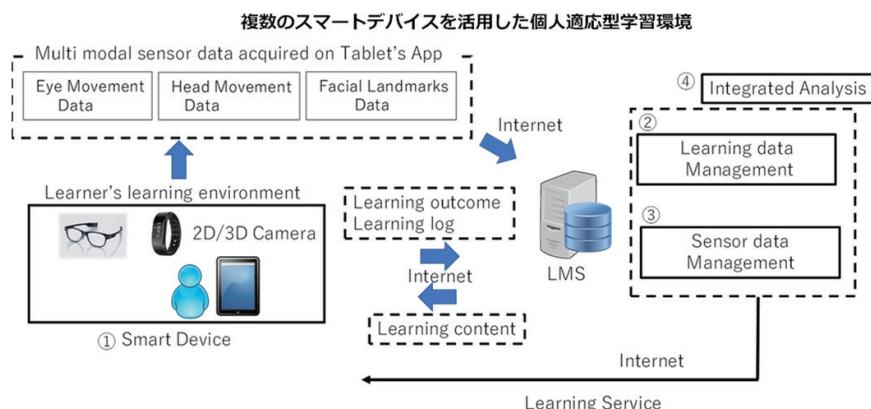 複数のスマートデバイスを活用した個人適応型学習環境
Multi modal sensor data acquired on Tablet's App
Eye Movement
Data
Head Movement
Data
Facial Landmarks
Data
Internet
Learner's learning environment
2D/3D Camera
① Smart Device
Learning outcome
Learning log
Internet
Learning content
LMS
④ Integrated Analysis
②
Learning data
Management
③
Sensor data
Management
Internet
Learning Service